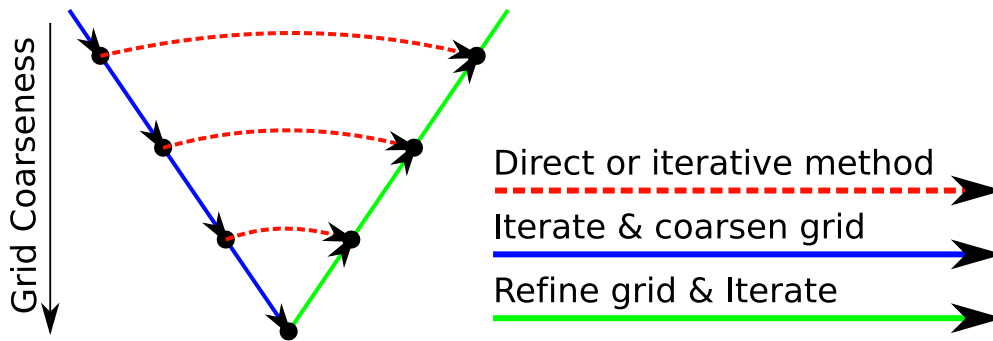 Grid Coarseness
Direct or iterative method
Iterate & coarsen grid
Refine grid & Iterate